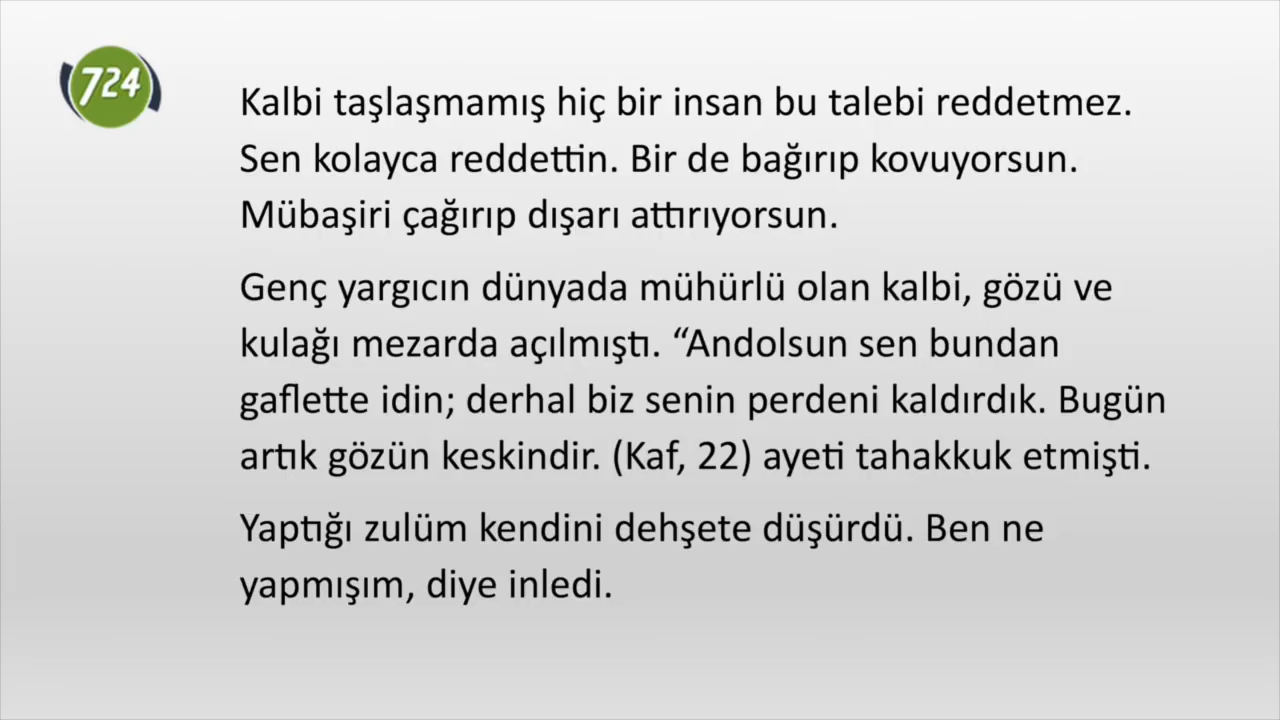 724
Kalbi taşlaşmamış hiç bir insan bu talebi reddetmez.
Sen kolayca reddettin. Bir de bağırıp kovuyorsun.
Mübaşiri çağırıp dışarı attırıyorsun.
Genç yargıcın dünyada mühürlü olan kalbi, gözü ve
kulağı mezarda açılmıştı. “Andolsun sen bundan
gaflette idin; derhal biz senin perdeni kaldırdık. Bugün
artık gözün keskindir. (Kaf, 22) ayeti tahakkuk etmişti.
Yaptığı zulüm kendini dehşete düşürdü. Ben ne
yapmışım, diye inledi.